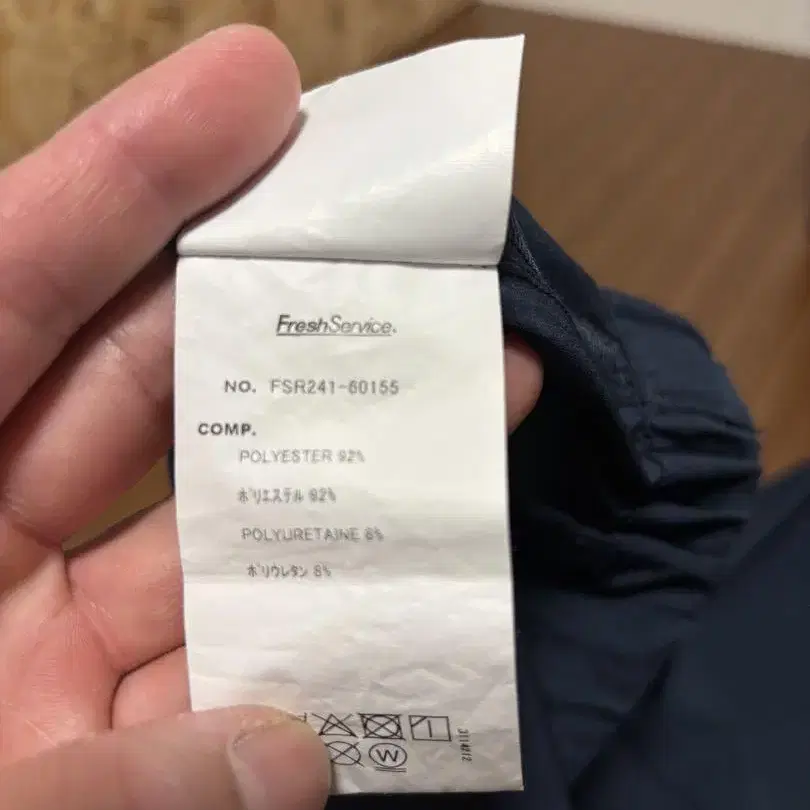 FreshService.
NO. FSR241-60155
COMP.
POLYESTER 92%
ポリエステル 92%
POLYURETAINE 8%
ポリウレタン 8%
W
3114212